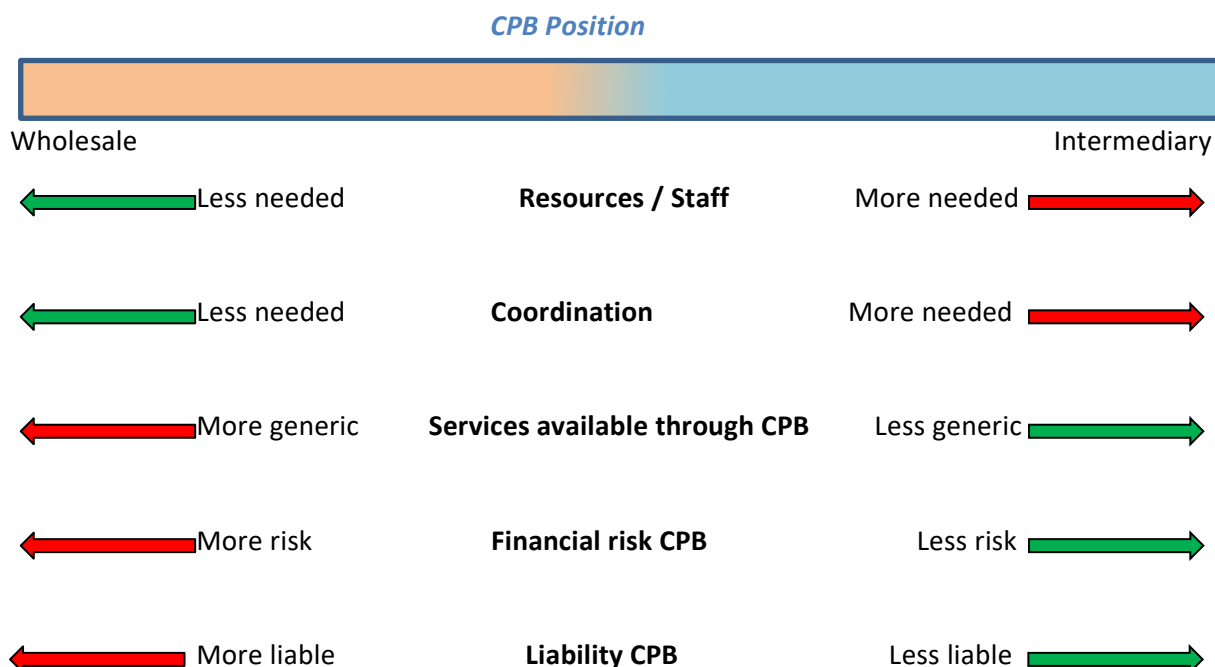 CPB Position
Wholesale Intermediary
Less needed Resources / Staff More needed
Less needed Coordination More needed
More generic Services available through CPB Less generic
More risk Financial risk CPB Less risk
More liable Liability CPB Less liable